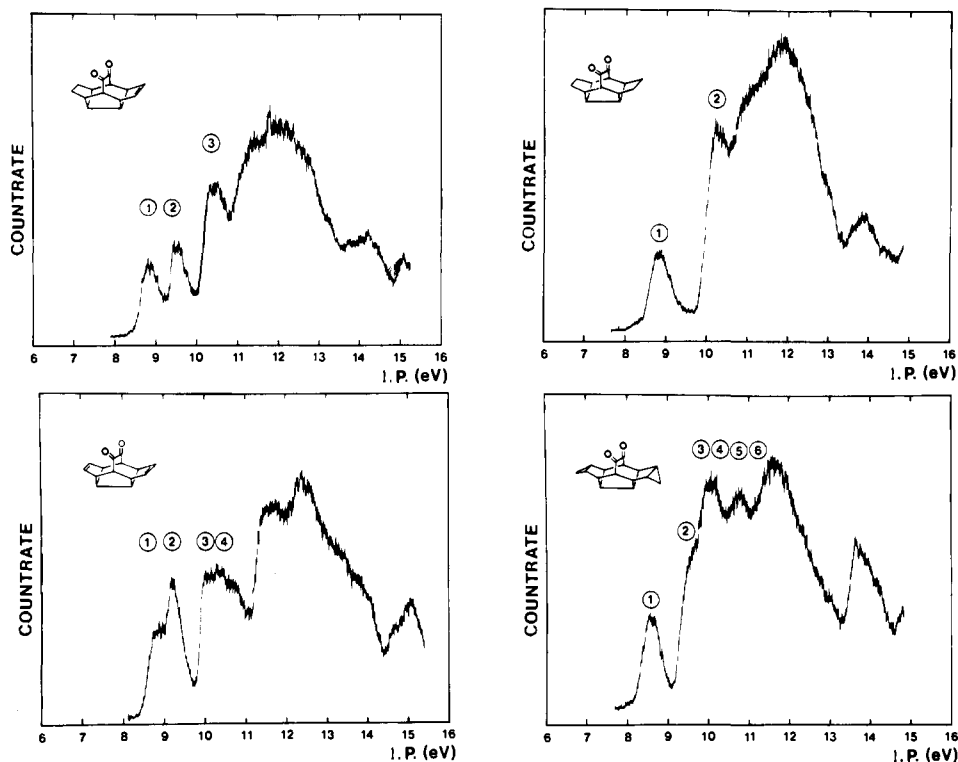 COUNTRATE
O
O
① ② ③
6 7 8 9 10 11 12 13 14 15 16
I.P. (eV)
COUNTRATE
O
O
① ②
6 7 8 9 10 11 12 13 14 15 16
I.P. (eV)
COUNTRATE
O
O
① ② ③ ④
6 7 8 9 10 11 12 13 14 15 16
I.P. (eV)
COUNTRATE
O
O
① ② ③ ④ ⑤ ⑥
6 7 8 9 10 11 12 13 14 15 16
I.P. (eV)